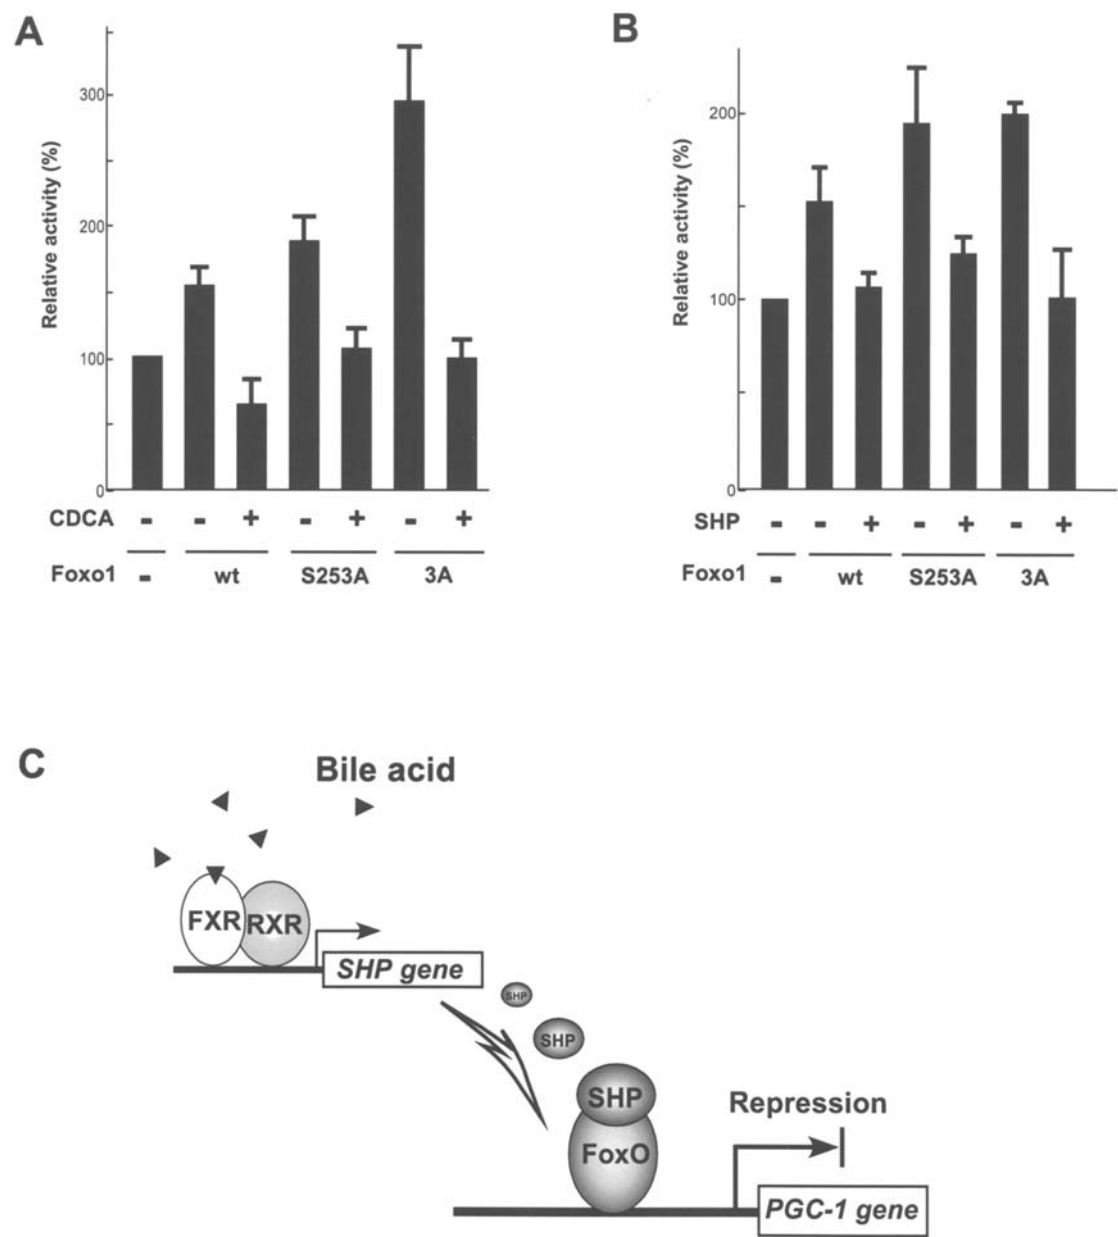 A
Relative activity (%)
300
200
100
0
CDCA - - + - + - +
Foxo1 - wt S253A 3A
B
Relative activity (%)
200
100
0
SHP - - + - + - +
Foxo1 - wt S253A 3A
C
Bile acid
FXR RXR
SHP gene
SHP
SHP
SHP
FoxO
Repression
PGC-1 gene